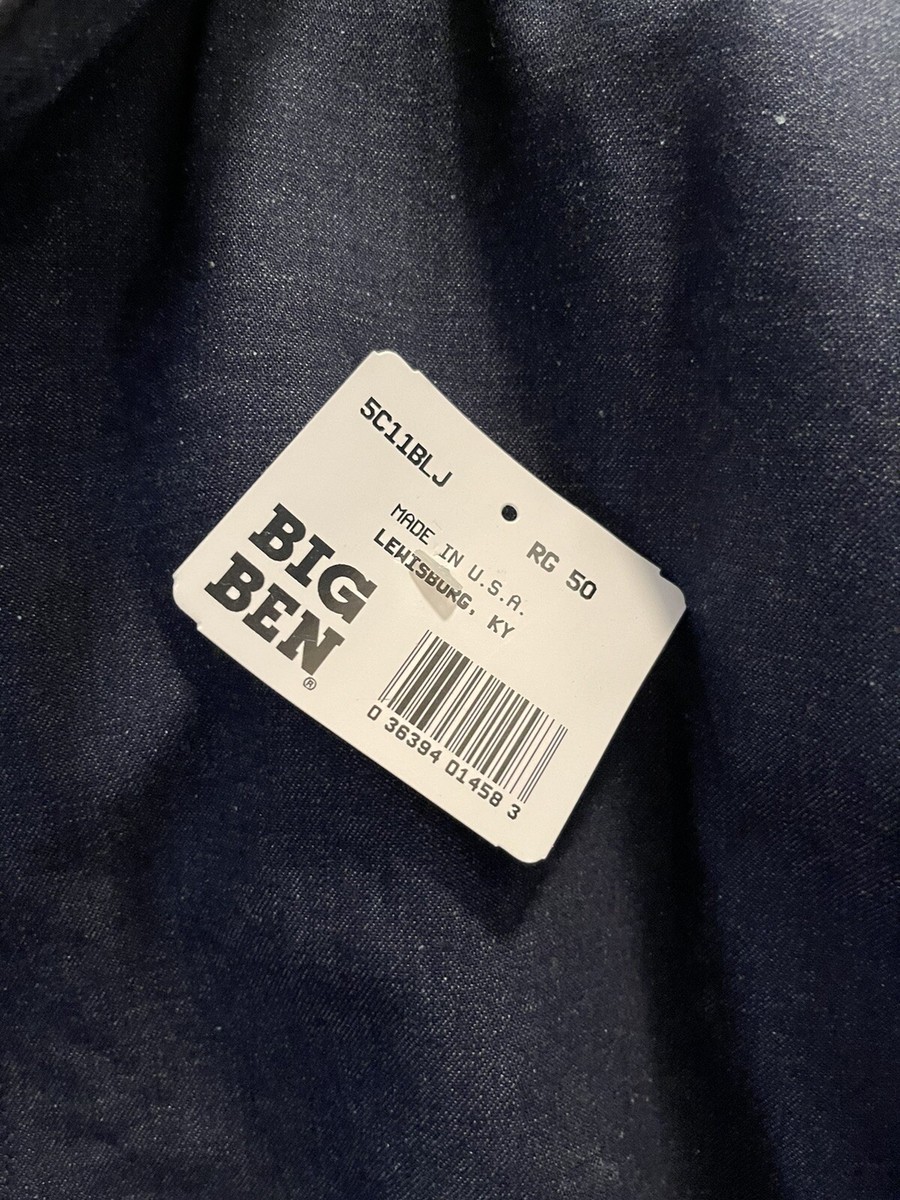 5C11BLJ
RG 50
MADE IN U.S.A.
LEWISBURG, KY
BIG
BEN®
0 36394 01458 3